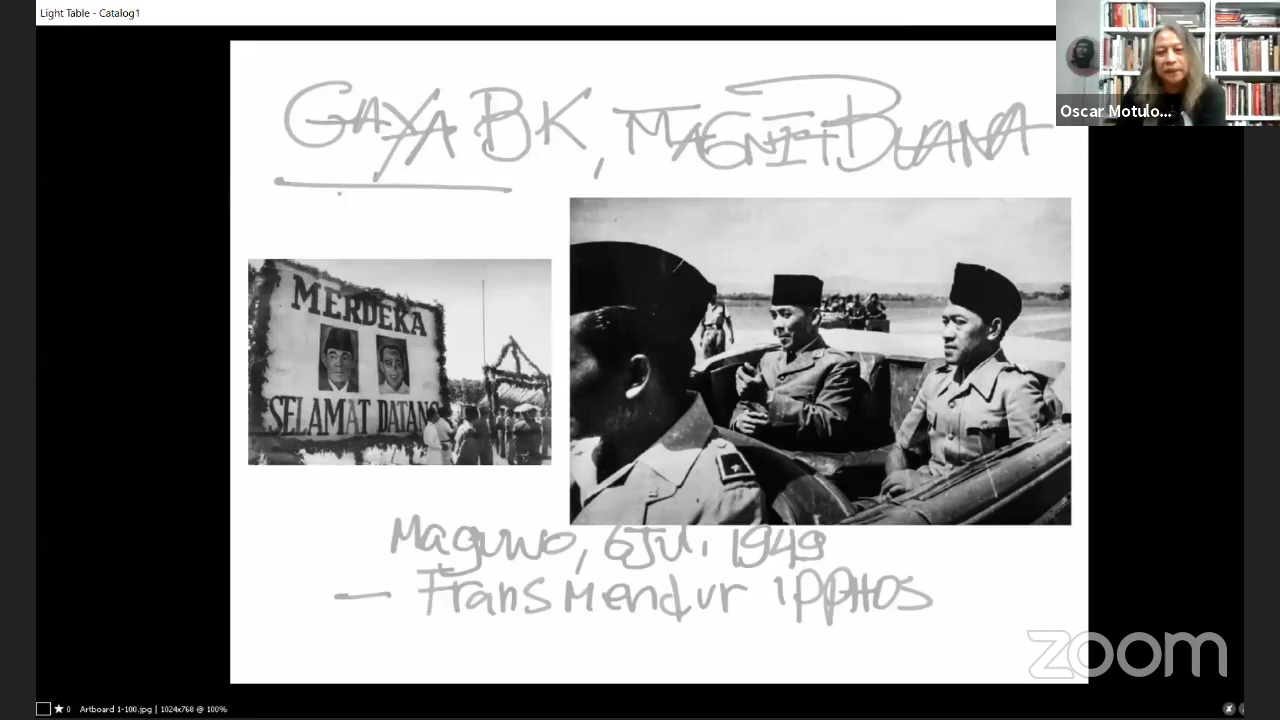 Light Table - Catalog1
Oscar Motulo...
GAYA BK, MAGNIT BUANA
MERDEKA
SELAMAT DATANG
Maguwo, 6 Jul. 1949
— Frans Mendur IPPHOS
zoom
0 Artboard 1-100.jpg | 1024x768 @ 100%